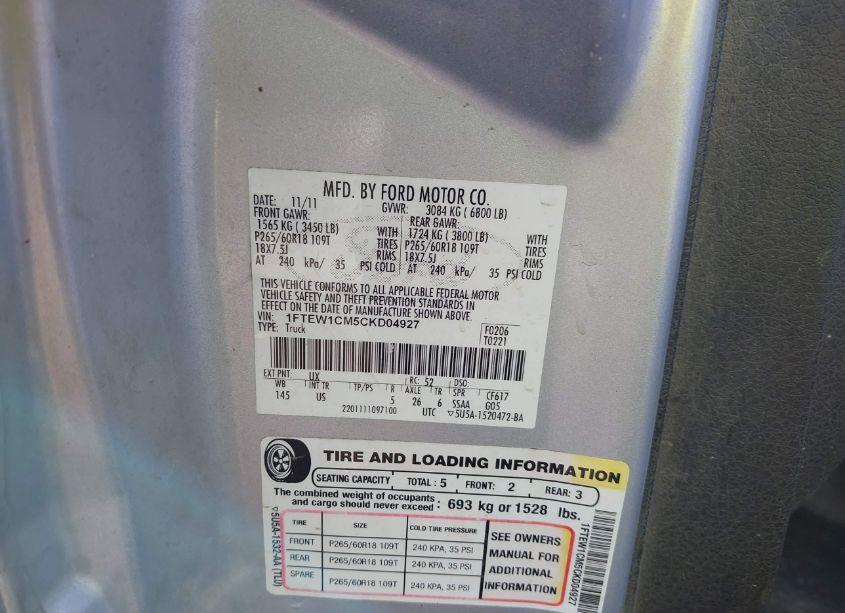 MFD. BY FORD MOTOR CO.
DATE: 11/11 GVWR: 3084 KG ( 6800 LB)
FRONT GAWR: REAR GAWR:
1565 KG ( 3450 LB) WITH 1724 KG ( 3800 LB) WITH
P265/60R18 109T TIRES P265/60R18 109T TIRES
18X7.5J RIMS 18X7.5J RIMS
AT 240 kPa/ 35 PSI COLD AT 240 kPa/ 35 PSI COLD
THIS VEHICLE CONFORMS TO ALL APPLICABLE FEDERAL MOTOR
VEHICLE SAFETY AND THEFT PREVENTION STANDARDS IN
EFFECT ON THE DATE OF MANUFACTURE SHOWN ABOVE.
VIN: 1FTEW1CM5CKD04927 F0206
TYPE: Truck T0221
EXT PNT: UX RC: 52 DSO:
WB INT TR TP/PS R AXLE TR SPR CF617
145 US 5 26 6 SSAA G05
2201111097100 UTC ▽5U5A-1520472-BA
TIRE AND LOADING INFORMATION
SEATING CAPACITY TOTAL : 5 FRONT: 2 REAR: 3
The combined weight of occupants
and cargo should never exceed : 693 kg or 1528 lbs.
TIRE SIZE COLD TIRE PRESSURE
FRONT P265/60R18 109T 240 KPA, 35 PSI
REAR P265/60R18 109T 240 KPA, 35 PSI
SPARE P265/60R18 109T 240 KPA, 35 PSI
SEE OWNERS
MANUAL FOR
ADDITIONAL
INFORMATION
▽5U5A-1532-AA (TLU)
1FTEW1CM5CKD04927